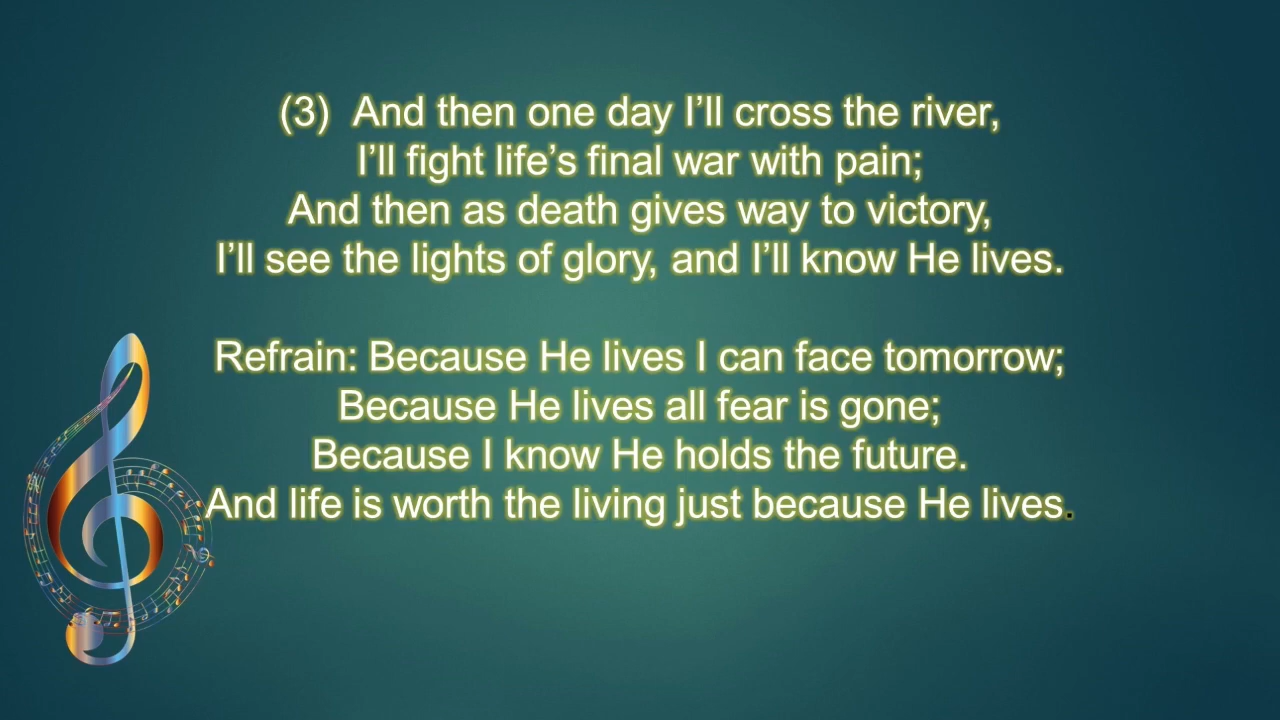 (3)  And then one day I’ll cross the river,
I’ll fight life’s final war with pain;
And then as death gives way to victory,
I’ll see the lights of glory, and I’ll know He lives.
Refrain: Because He lives I can face tomorrow;
Because He lives all fear is gone;
Because I know He holds the future.
And life is worth the living just because He lives.